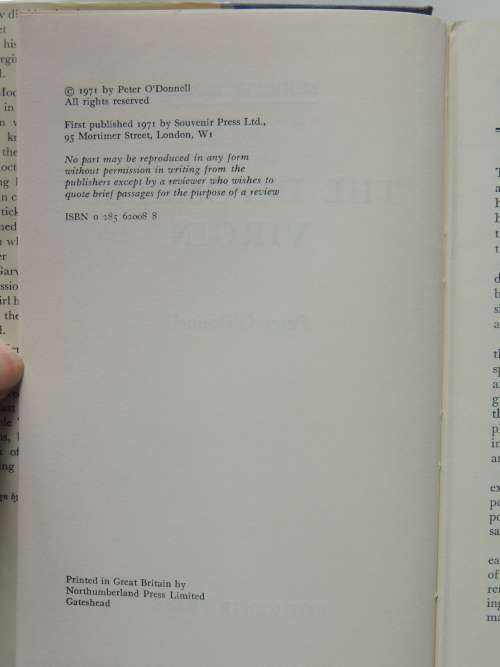 © 1971 by Peter O'Donnell
All rights reserved
First published 1971 by Souvenir Press Ltd.,
95 Mortimer Street, London, W1
No part may be reproduced in any form
without permission in writing from the
publishers except by a reviewer who wishes to
quote brief passages for the purpose of a review
ISBN 0 285 62008 8
Printed in Great Britain by
Northumberland Press Limited
Gateshead